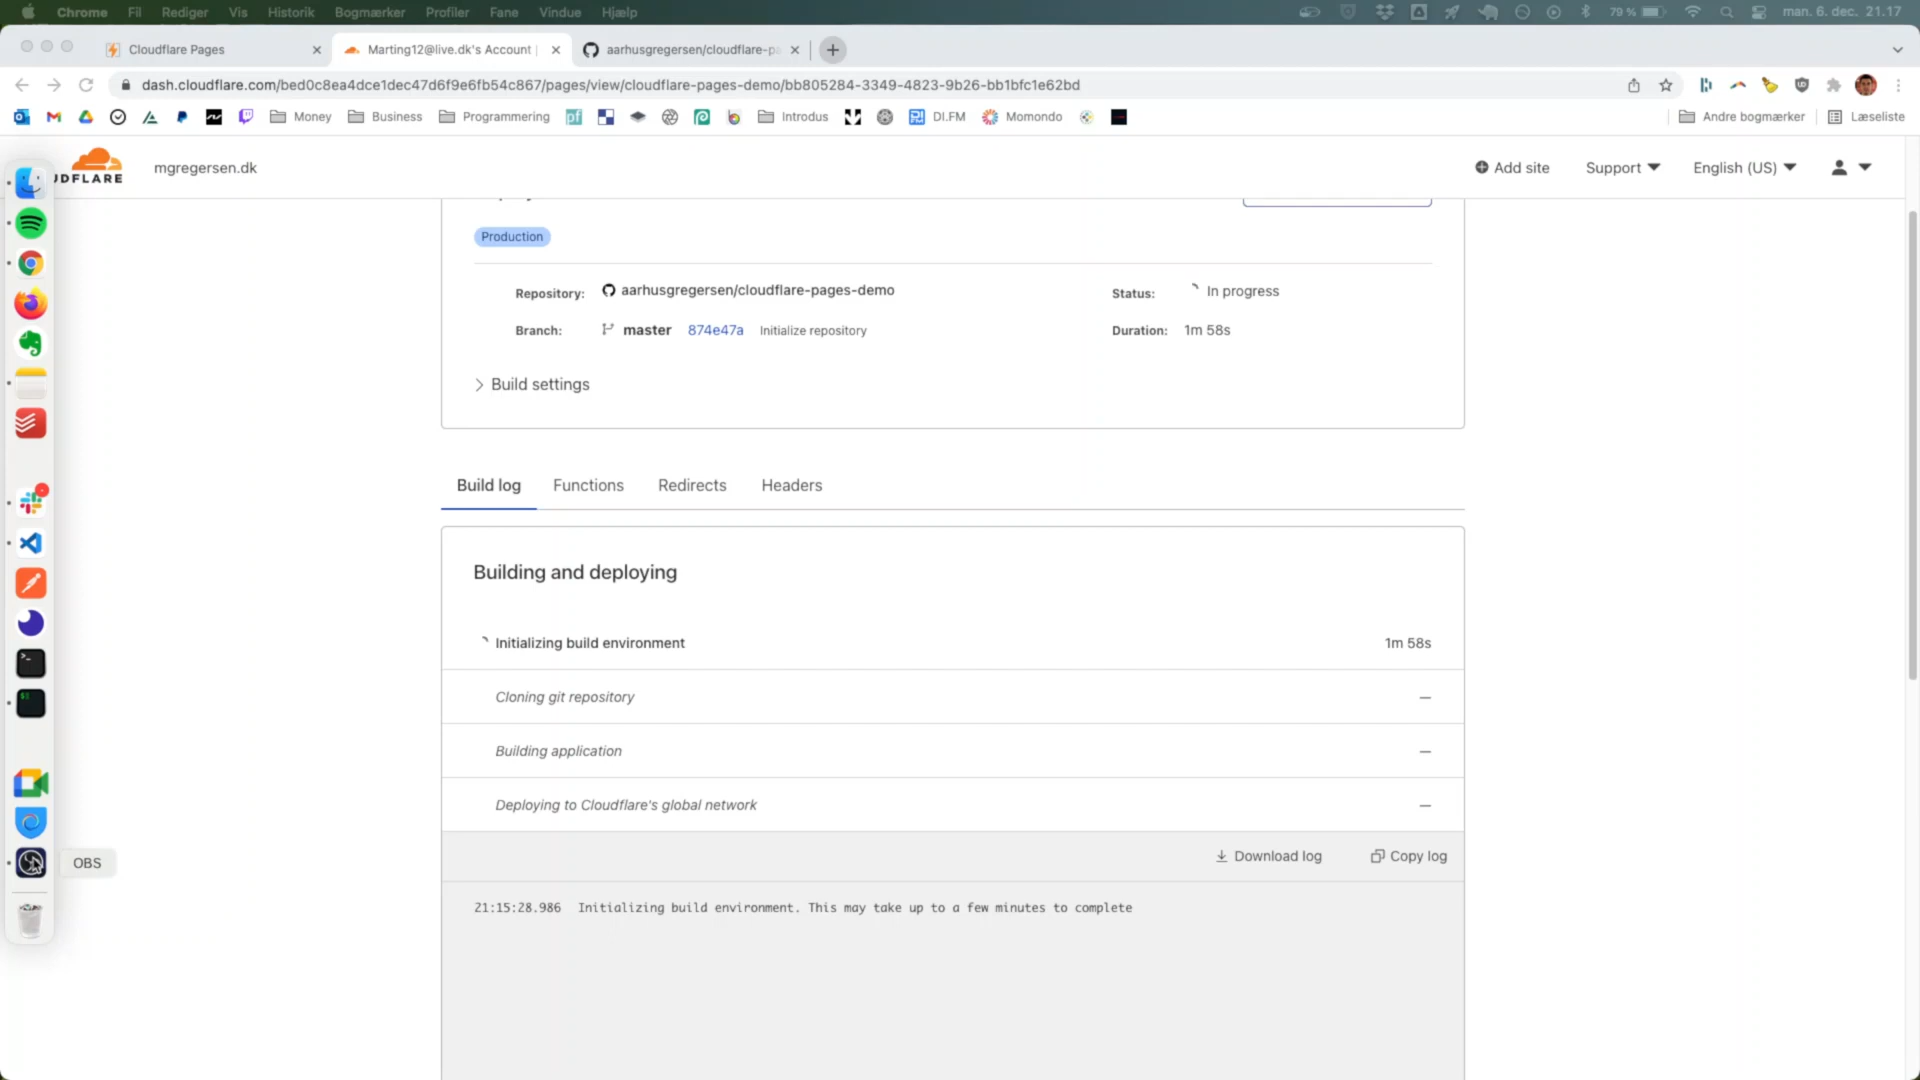 Chrome Fil Rediger Vis Historik Bogmærker Profiler Fane Vindue Hjælp 79 % man. 6. dec. 21.17
Cloudflare Pages
Marting12@live.dk's Account |
aarhusgregersen/cloudflare-pa
dash.cloudflare.com/bed0c8ea4dce1dec47d6f9e6fb54c867/pages/view/cloudflare-pages-demo/bb805284-3349-4823-9b26-bb1bfc1e62bd
Money Business Programmering Introdus DI.FM Momondo Andre bogmærker Læseliste
DFLARE mgregersen.dk Add site Support English (US)
Production
Repository: aarhusgregersen/cloudflare-pages-demo Status: In progress
Branch: master 874e47a Initialize repository Duration: 1m 58s
Build settings
Build log Functions Redirects Headers
Building and deploying
Initializing build environment 1m 58s
Cloning git repository —
Building application —
Deploying to Cloudflare's global network —
OBS
Download log Copy log
21:15:28.986 Initializing build environment. This may take up to a few minutes to complete